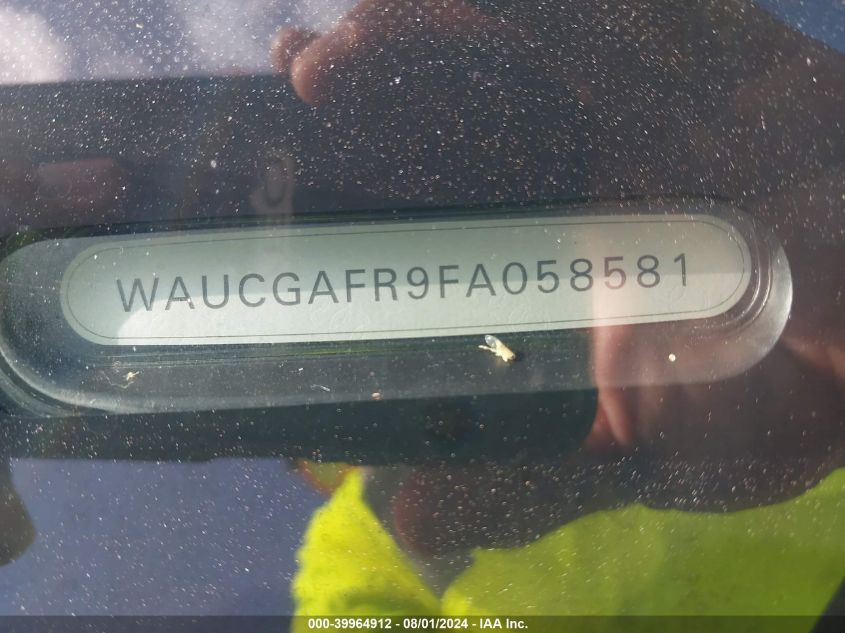 WAUCGAFR9FA058581
000-39964912 - 08/01/2024 - IAA Inc.